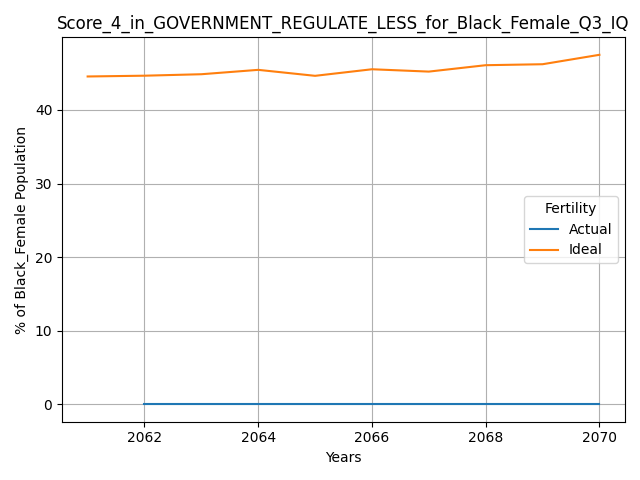 Score_4_in_GOVERNMENT_REGULATE_LESS_for_Black_Female_Q3_IQ
% of Black_Female Population
40
30
20
10
0
Fertility
Actual
Ideal
2062 2064 2066 2068 2070
Years